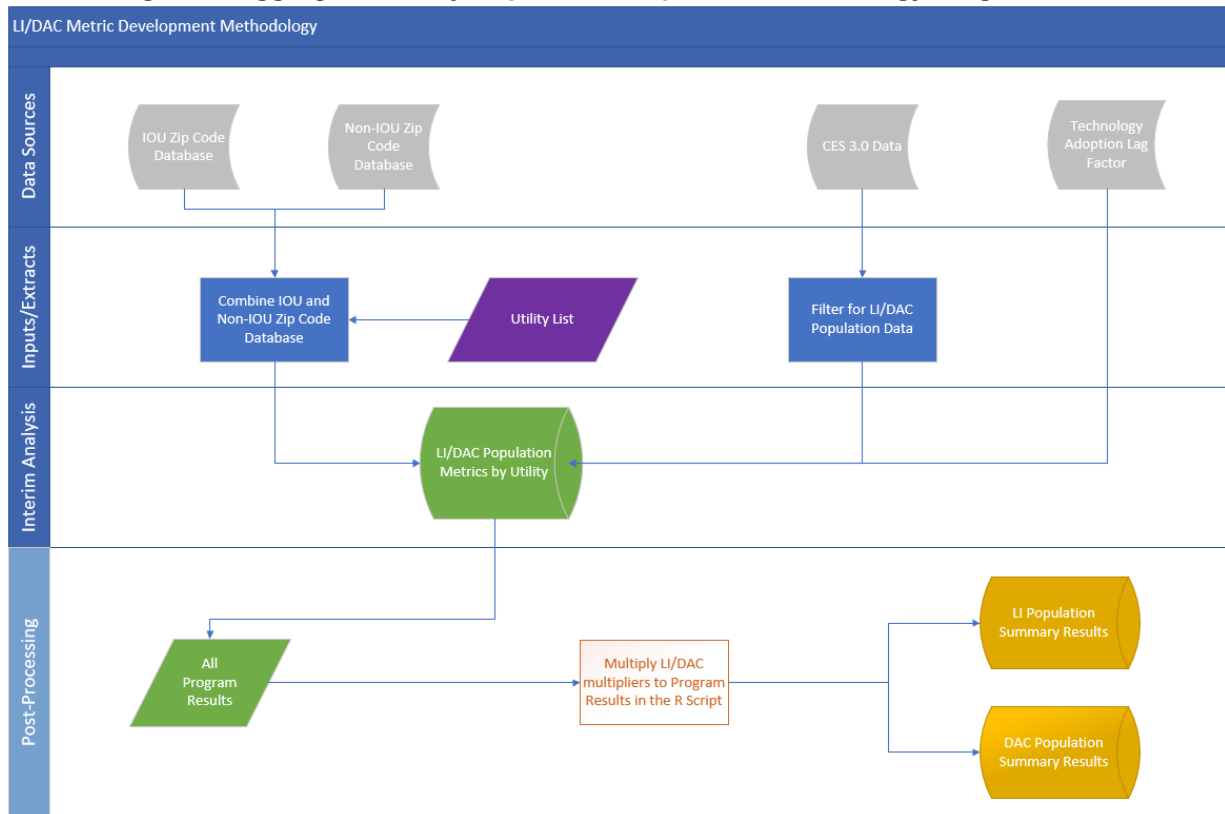 LI/DAC Metric Development Methodology
Data Sources
IOU Zip Code
Database
Non-IOU Zip
Code
Database
CES 3.0 Data
Technology
Adoption Lag
Factor
Inputs/Extracts
Combine IOU and
Non-IOU Zip Code
Database
Utility List
Filter for LI/DAC
Population Data
Interim Analysis
LI/DAC Population
Metrics by Utility
Post-Processing
All
Program
Results
Multiply LI/DAC
multipliers to Program
Results in the R Script
LI Population
Summary Results
DAC Population
Summary Results